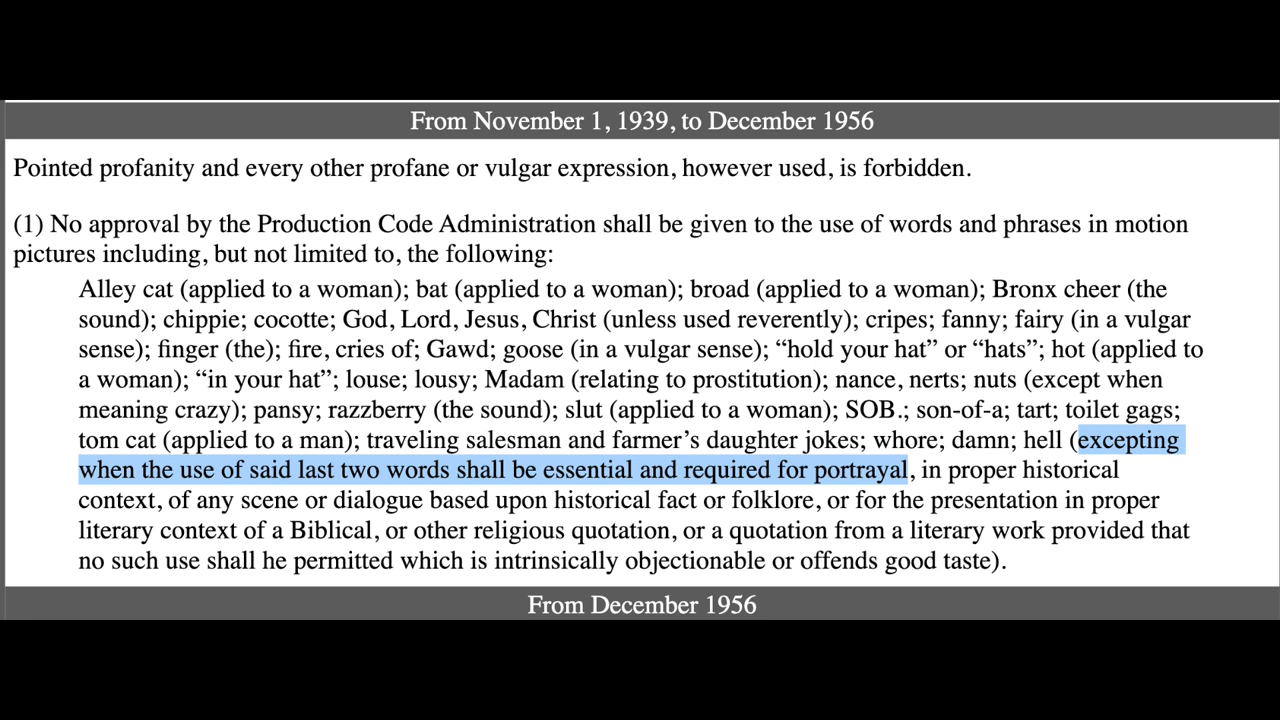 From November 1, 1939, to December 1956
Pointed profanity and every other profane or vulgar expression, however used, is forbidden.
(1) No approval by the Production Code Administration shall be given to the use of words and phrases in motion
pictures including, but not limited to, the following:
Alley cat (applied to a woman); bat (applied to a woman); broad (applied to a woman); Bronx cheer (the
sound); chippie; cocotte; God, Lord, Jesus, Christ (unless used reverently); cripes; fanny; fairy (in a vulgar
sense); finger (the); fire, cries of; Gawd; goose (in a vulgar sense); “hold your hat” or “hats”; hot (applied to
a woman); “in your hat”; louse; lousy; Madam (relating to prostitution); nance, nerts; nuts (except when
meaning crazy); pansy; razzberry (the sound); slut (applied to a woman); SOB.; son-of-a; tart; toilet gags;
tom cat (applied to a man); traveling salesman and farmer’s daughter jokes; whore; damn; hell (excepting
when the use of said last two words shall be essential and required for portrayal, in proper historical
context, of any scene or dialogue based upon historical fact or folklore, or for the presentation in proper
literary context of a Biblical, or other religious quotation, or a quotation from a literary work provided that
no such use shall he permitted which is intrinsically objectionable or offends good taste).
From December 1956